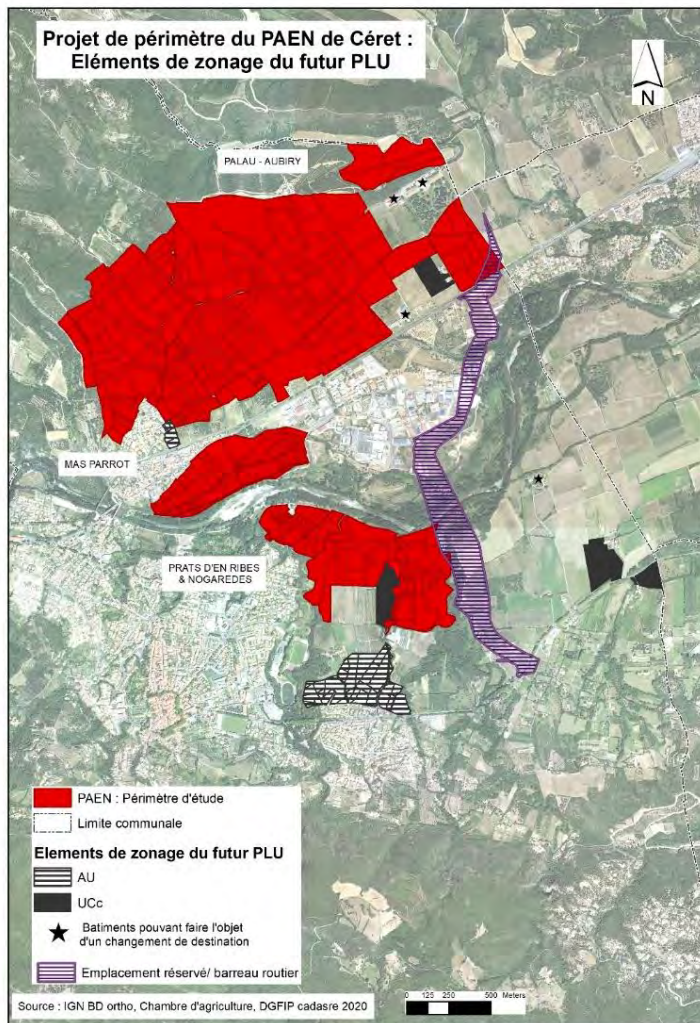 Projet de périmètre du PAEN de Céret :
Eléments de zonage du futur PLU
N
PALAU - AUBIRY
MAS PARROT
PRATS D'EN RIBES
& NOGAREDES
PAEN : Périmètre d'étude
Limite communale
Elements de zonage du futur PLU
AU
UCc
Batiments pouvant faire l'objet
d'un changement de destination
Emplacement réservé/ barreau routier
Source : IGN BD ortho, Chambre d'agriculture, DGFIP cadasre 2020
0 125 250 500 Meters